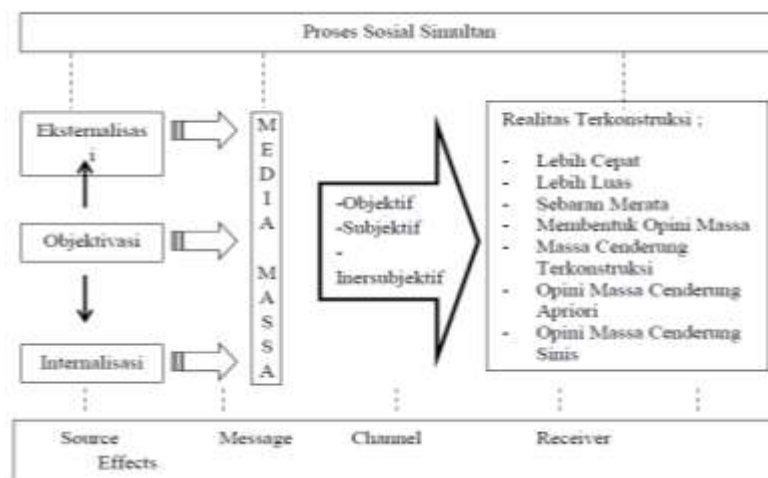 Proses Sosial Simultan
Eksternalisas
i
Objektivasi
Internalisasi
M
E
D
I
A
M
A
S
S
A
-Objektif
-Subjektif
-
Inersubjektif
Realitas Terkonstruksi ;
- Lebih Cepat
- Lebih Luas
- Sebaran Merata
- Membentuk Opini Massa
- Massa Cenderung
Terkonstruksi
- Opini Massa Cenderung
Apriori
- Opini Massa Cenderung
Sinis
Source Message Channel Receiver
Effects